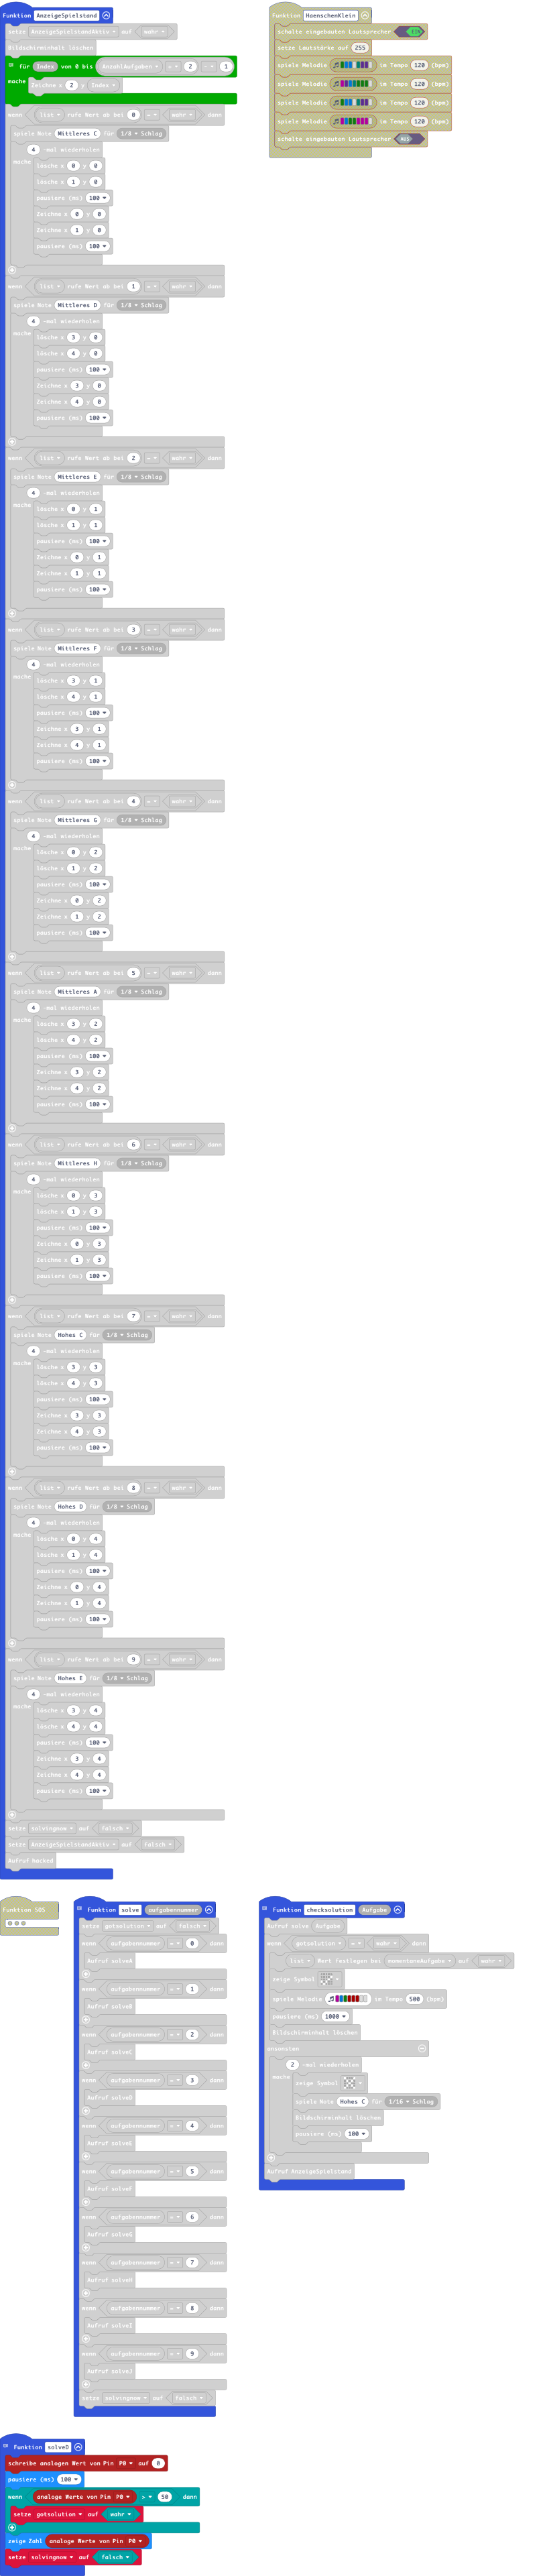 Funktion AnzeigeSpielstand
setze AnzeigeSpielstandAktiv auf wahr
Bildschirminhalt löschen
für Index von 0 bis AnzahlAufgaben ÷ 2 - 1
mache Zeichne x 2 y Index
wenn list rufe Wert ab bei 0 = wahr dann
spiele Note Mittleres C für 1/8 Schlag
4 -mal wiederholen
mache lösche x 0 y 0
lösche x 1 y 0
pausiere (ms) 100
Zeichne x 0 y 0
Zeichne x 1 y 0
pausiere (ms) 100
wenn list rufe Wert ab bei 1 = wahr dann
spiele Note Mittleres D für 1/8 Schlag
4 -mal wiederholen
mache lösche x 3 y 0
lösche x 4 y 0
pausiere (ms) 100
Zeichne x 3 y 0
Zeichne x 4 y 0
pausiere (ms) 100
wenn list rufe Wert ab bei 2 = wahr dann
spiele Note Mittleres E für 1/8 Schlag
4 -mal wiederholen
mache lösche x 0 y 1
lösche x 1 y 1
pausiere (ms) 100
Zeichne x 0 y 1
Zeichne x 1 y 1
pausiere (ms) 100
wenn list rufe Wert ab bei 3 = wahr dann
spiele Note Mittleres F für 1/8 Schlag
4 -mal wiederholen
mache lösche x 3 y 1
lösche x 4 y 1
pausiere (ms) 100
Zeichne x 3 y 1
Zeichne x 4 y 1
pausiere (ms) 100
wenn list rufe Wert ab bei 4 = wahr dann
spiele Note Mittleres G für 1/8 Schlag
4 -mal wiederholen
mache lösche x 0 y 2
lösche x 1 y 2
pausiere (ms) 100
Zeichne x 0 y 2
Zeichne x 1 y 2
pausiere (ms) 100
wenn list rufe Wert ab bei 5 = wahr dann
spiele Note Mittleres A für 1/8 Schlag
4 -mal wiederholen
mache lösche x 3 y 2
lösche x 4 y 2
pausiere (ms) 100
Zeichne x 3 y 2
Zeichne x 4 y 2
pausiere (ms) 100
wenn list rufe Wert ab bei 6 = wahr dann
spiele Note Mittleres H für 1/8 Schlag
4 -mal wiederholen
mache lösche x 0 y 3
lösche x 1 y 3
pausiere (ms) 100
Zeichne x 0 y 3
Zeichne x 1 y 3
pausiere (ms) 100
wenn list rufe Wert ab bei 7 = wahr dann
spiele Note Hohes C für 1/8 Schlag
4 -mal wiederholen
mache lösche x 3 y 3
lösche x 4 y 3
pausiere (ms) 100
Zeichne x 3 y 3
Zeichne x 4 y 3
pausiere (ms) 100
wenn list rufe Wert ab bei 8 = wahr dann
spiele Note Hohes D für 1/8 Schlag
4 -mal wiederholen
mache lösche x 0 y 4
lösche x 1 y 4
pausiere (ms) 100
Zeichne x 0 y 4
Zeichne x 1 y 4
pausiere (ms) 100
wenn list rufe Wert ab bei 9 = wahr dann
spiele Note Hohes E für 1/8 Schlag
4 -mal wiederholen
mache lösche x 3 y 4
lösche x 4 y 4
pausiere (ms) 100
Zeichne x 3 y 4
Zeichne x 4 y 4
pausiere (ms) 100
setze solvingnow auf falsch
setze AnzeigeSpielstandAktiv auf falsch
Aufruf hacked
Funktion HaenschenKlein
schalte eingebauten Lautsprecher EIN
setze Lautstärke auf 255
spiele Melodie im Tempo 120 (bpm)
spiele Melodie im Tempo 120 (bpm)
spiele Melodie im Tempo 120 (bpm)
spiele Melodie im Tempo 120 (bpm)
schalte eingebauten Lautsprecher AUS
Funktion SOS
Funktion solve aufgabennummer
setze gotsolution auf falsch
wenn aufgabennummer = 0 dann
Aufruf solveA
wenn aufgabennummer = 1 dann
Aufruf solveB
wenn aufgabennummer = 2 dann
Aufruf solveC
wenn aufgabennummer = 3 dann
Aufruf solveD
wenn aufgabennummer = 4 dann
Aufruf solveE
wenn aufgabennummer = 5 dann
Aufruf solveF
wenn aufgabennummer = 6 dann
Aufruf solveG
wenn aufgabennummer = 7 dann
Aufruf solveH
wenn aufgabennummer = 8 dann
Aufruf solveI
wenn aufgabennummer = 9 dann
Aufruf solveJ
setze solvingnow auf falsch
Funktion checksolution Aufgabe
Aufruf solve Aufgabe
wenn gotsolution = wahr dann
list Wert festlegen bei momentaneAufgabe auf wahr
zeige Symbol
spiele Melodie im Tempo 500 (bpm)
pausiere (ms) 1000
Bildschirminhalt löschen
ansonsten
2 -mal wiederholen
mache zeige Symbol
spiele Note Hohes C für 1/16 Schlag
Bildschirminhalt löschen
pausiere (ms) 100
Aufruf AnzeigeSpielstand
Funktion solveD
schreibe analogen Wert von Pin P0 auf 0
pausiere (ms) 100
wenn analoge Werte von Pin P0 > 50 dann
setze gotsolution auf wahr
zeige Zahl analoge Werte von Pin P0
setze solvingnow auf falsch